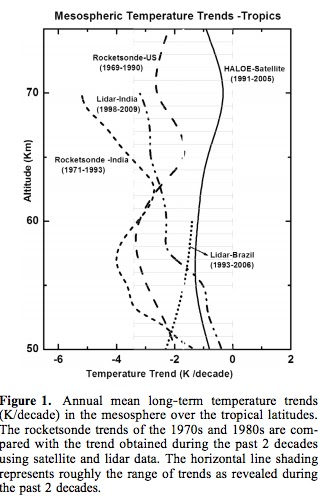 Mesospheric Temperature Trends -Tropics
Rocketsonde-US
(1969-1990)
HALOE-Satellite
(1991-2005)
Lidar-India
(1998-2009)
Rocketsonde -India
(1971-1993)
Lidar-Brazil
(1993-2006)
Altitude (Km)
70
60
50
-6 -4 -2 0 2
Temperature Trend (K /decade)
Figure 1. Annual mean long-term temperature trends
(K/decade) in the mesosphere over the tropical latitudes.
The rocketsonde trends of the 1970s and 1980s are com-
pared with the trend obtained during the past 2 decades
using satellite and lidar data. The horizontal line shading
represents roughly the range of trends as revealed during
the past 2 decades.